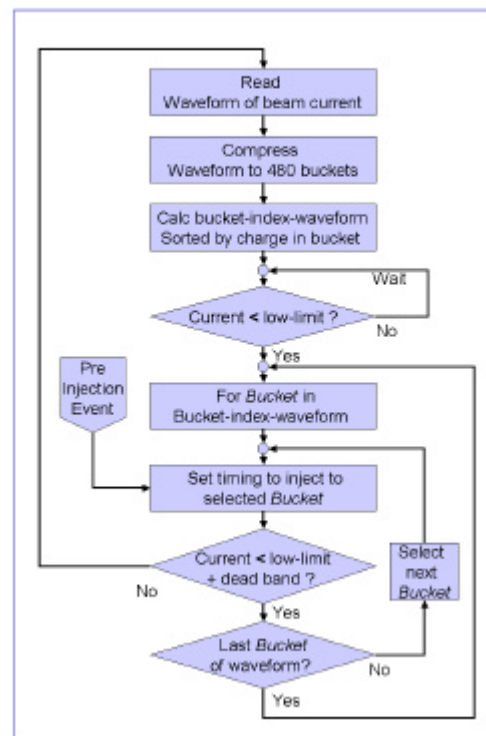 Read
Waveform of beam current
Compress
Waveform to 480 buckets
Calc bucket-index-waveform
Sorted by charge in bucket
Wait
Current < low-limit ?
No
Yes
Pre
Injection
Event
For Bucket in
Bucket-index-waveform
Set timing to inject to
selected Bucket
Current < low-limit
+ dead band ?
No
Select
next
Bucket
Yes
Last Bucket
of waveform?
No
Yes